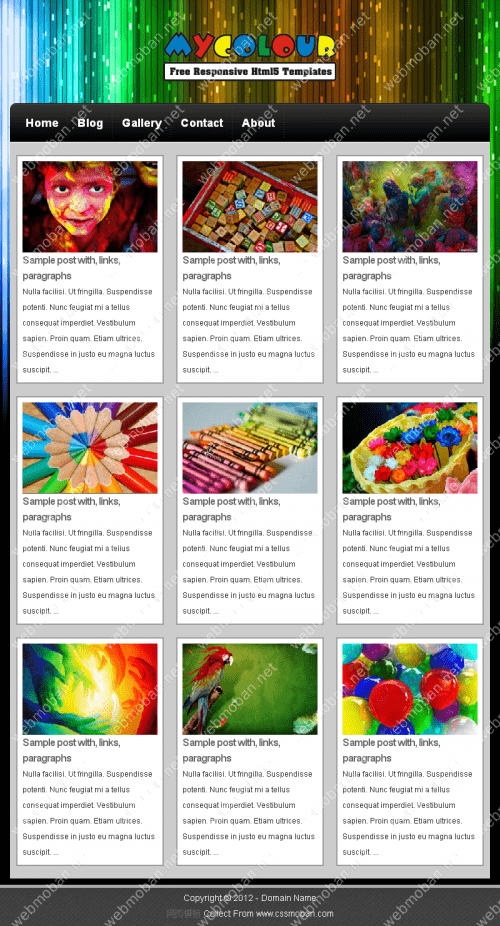 MYCOLOUR
Free Responsive Html5 Templates
Home Blog Gallery Contact About
Sample post with, links,
paragraphs
Nulla facilisi. Ut fringilla. Suspendisse
potenti. Nunc feugiat mi a tellus
consequat imperdiet. Vestibulum
sapien. Proin quam. Etiam ultrices.
Suspendisse in justo eu magna luctus
suscipit. ...
Sample post with, links,
paragraphs
Nulla facilisi. Ut fringilla. Suspendisse
potenti. Nunc feugiat mi a tellus
consequat imperdiet. Vestibulum
sapien. Proin quam. Etiam ultrices.
Suspendisse in justo eu magna luctus
suscipit. ...
Sample post with, links,
paragraphs
Nulla facilisi. Ut fringilla. Suspendisse
potenti. Nunc feugiat mi a tellus
consequat imperdiet. Vestibulum
sapien. Proin quam. Etiam ultrices.
Suspendisse in justo eu magna luctus
suscipit. ...
Sample post with, links,
paragraphs
Nulla facilisi. Ut fringilla. Suspendisse
potenti. Nunc feugiat mi a tellus
consequat imperdiet. Vestibulum
sapien. Proin quam. Etiam ultrices.
Suspendisse in justo eu magna luctus
suscipit. ...
Sample post with, links,
paragraphs
Nulla facilisi. Ut fringilla. Suspendisse
potenti. Nunc feugiat mi a tellus
consequat imperdiet. Vestibulum
sapien. Proin quam. Etiam ultrices.
Suspendisse in justo eu magna luctus
suscipit. ...
Sample post with, links,
paragraphs
Nulla facilisi. Ut fringilla. Suspendisse
potenti. Nunc feugiat mi a tellus
consequat imperdiet. Vestibulum
sapien. Proin quam. Etiam ultrices.
Suspendisse in justo eu magna luctus
suscipit. ...
Sample post with, links,
paragraphs
Nulla facilisi. Ut fringilla. Suspendisse
potenti. Nunc feugiat mi a tellus
consequat imperdiet. Vestibulum
sapien. Proin quam. Etiam ultrices.
Suspendisse in justo eu magna luctus
suscipit. ...
Sample post with, links,
paragraphs
Nulla facilisi. Ut fringilla. Suspendisse
potenti. Nunc feugiat mi a tellus
consequat imperdiet. Vestibulum
sapien. Proin quam. Etiam ultrices.
Suspendisse in justo eu magna luctus
suscipit. ...
Sample post with, links,
paragraphs
Nulla facilisi. Ut fringilla. Suspendisse
potenti. Nunc feugiat mi a tellus
consequat imperdiet. Vestibulum
sapien. Proin quam. Etiam ultrices.
Suspendisse in justo eu magna luctus
suscipit. ...
Copyright © 2012 - Domain Name.
Collect From www.cssmoban.com
webmoban.net